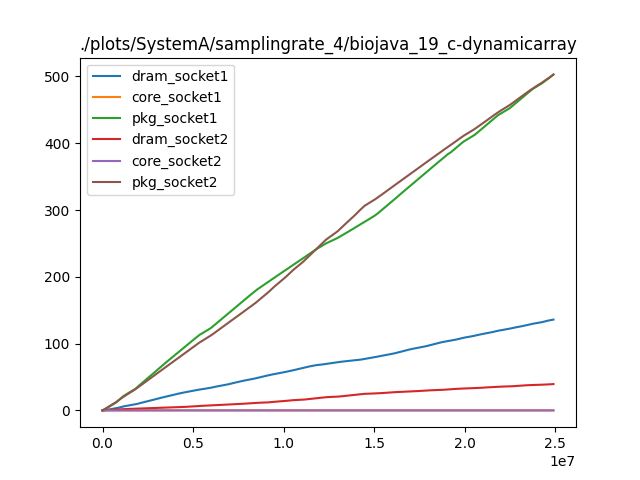 ./plots/SystemA/samplingrate_4/biojava_19_c-dynamicarray
dram_socket1
core_socket1
pkg_socket1
dram_socket2
core_socket2
pkg_socket2
500
400
300
200
100
0
0.0 0.5 1.0 1.5 2.0 2.5
1e7